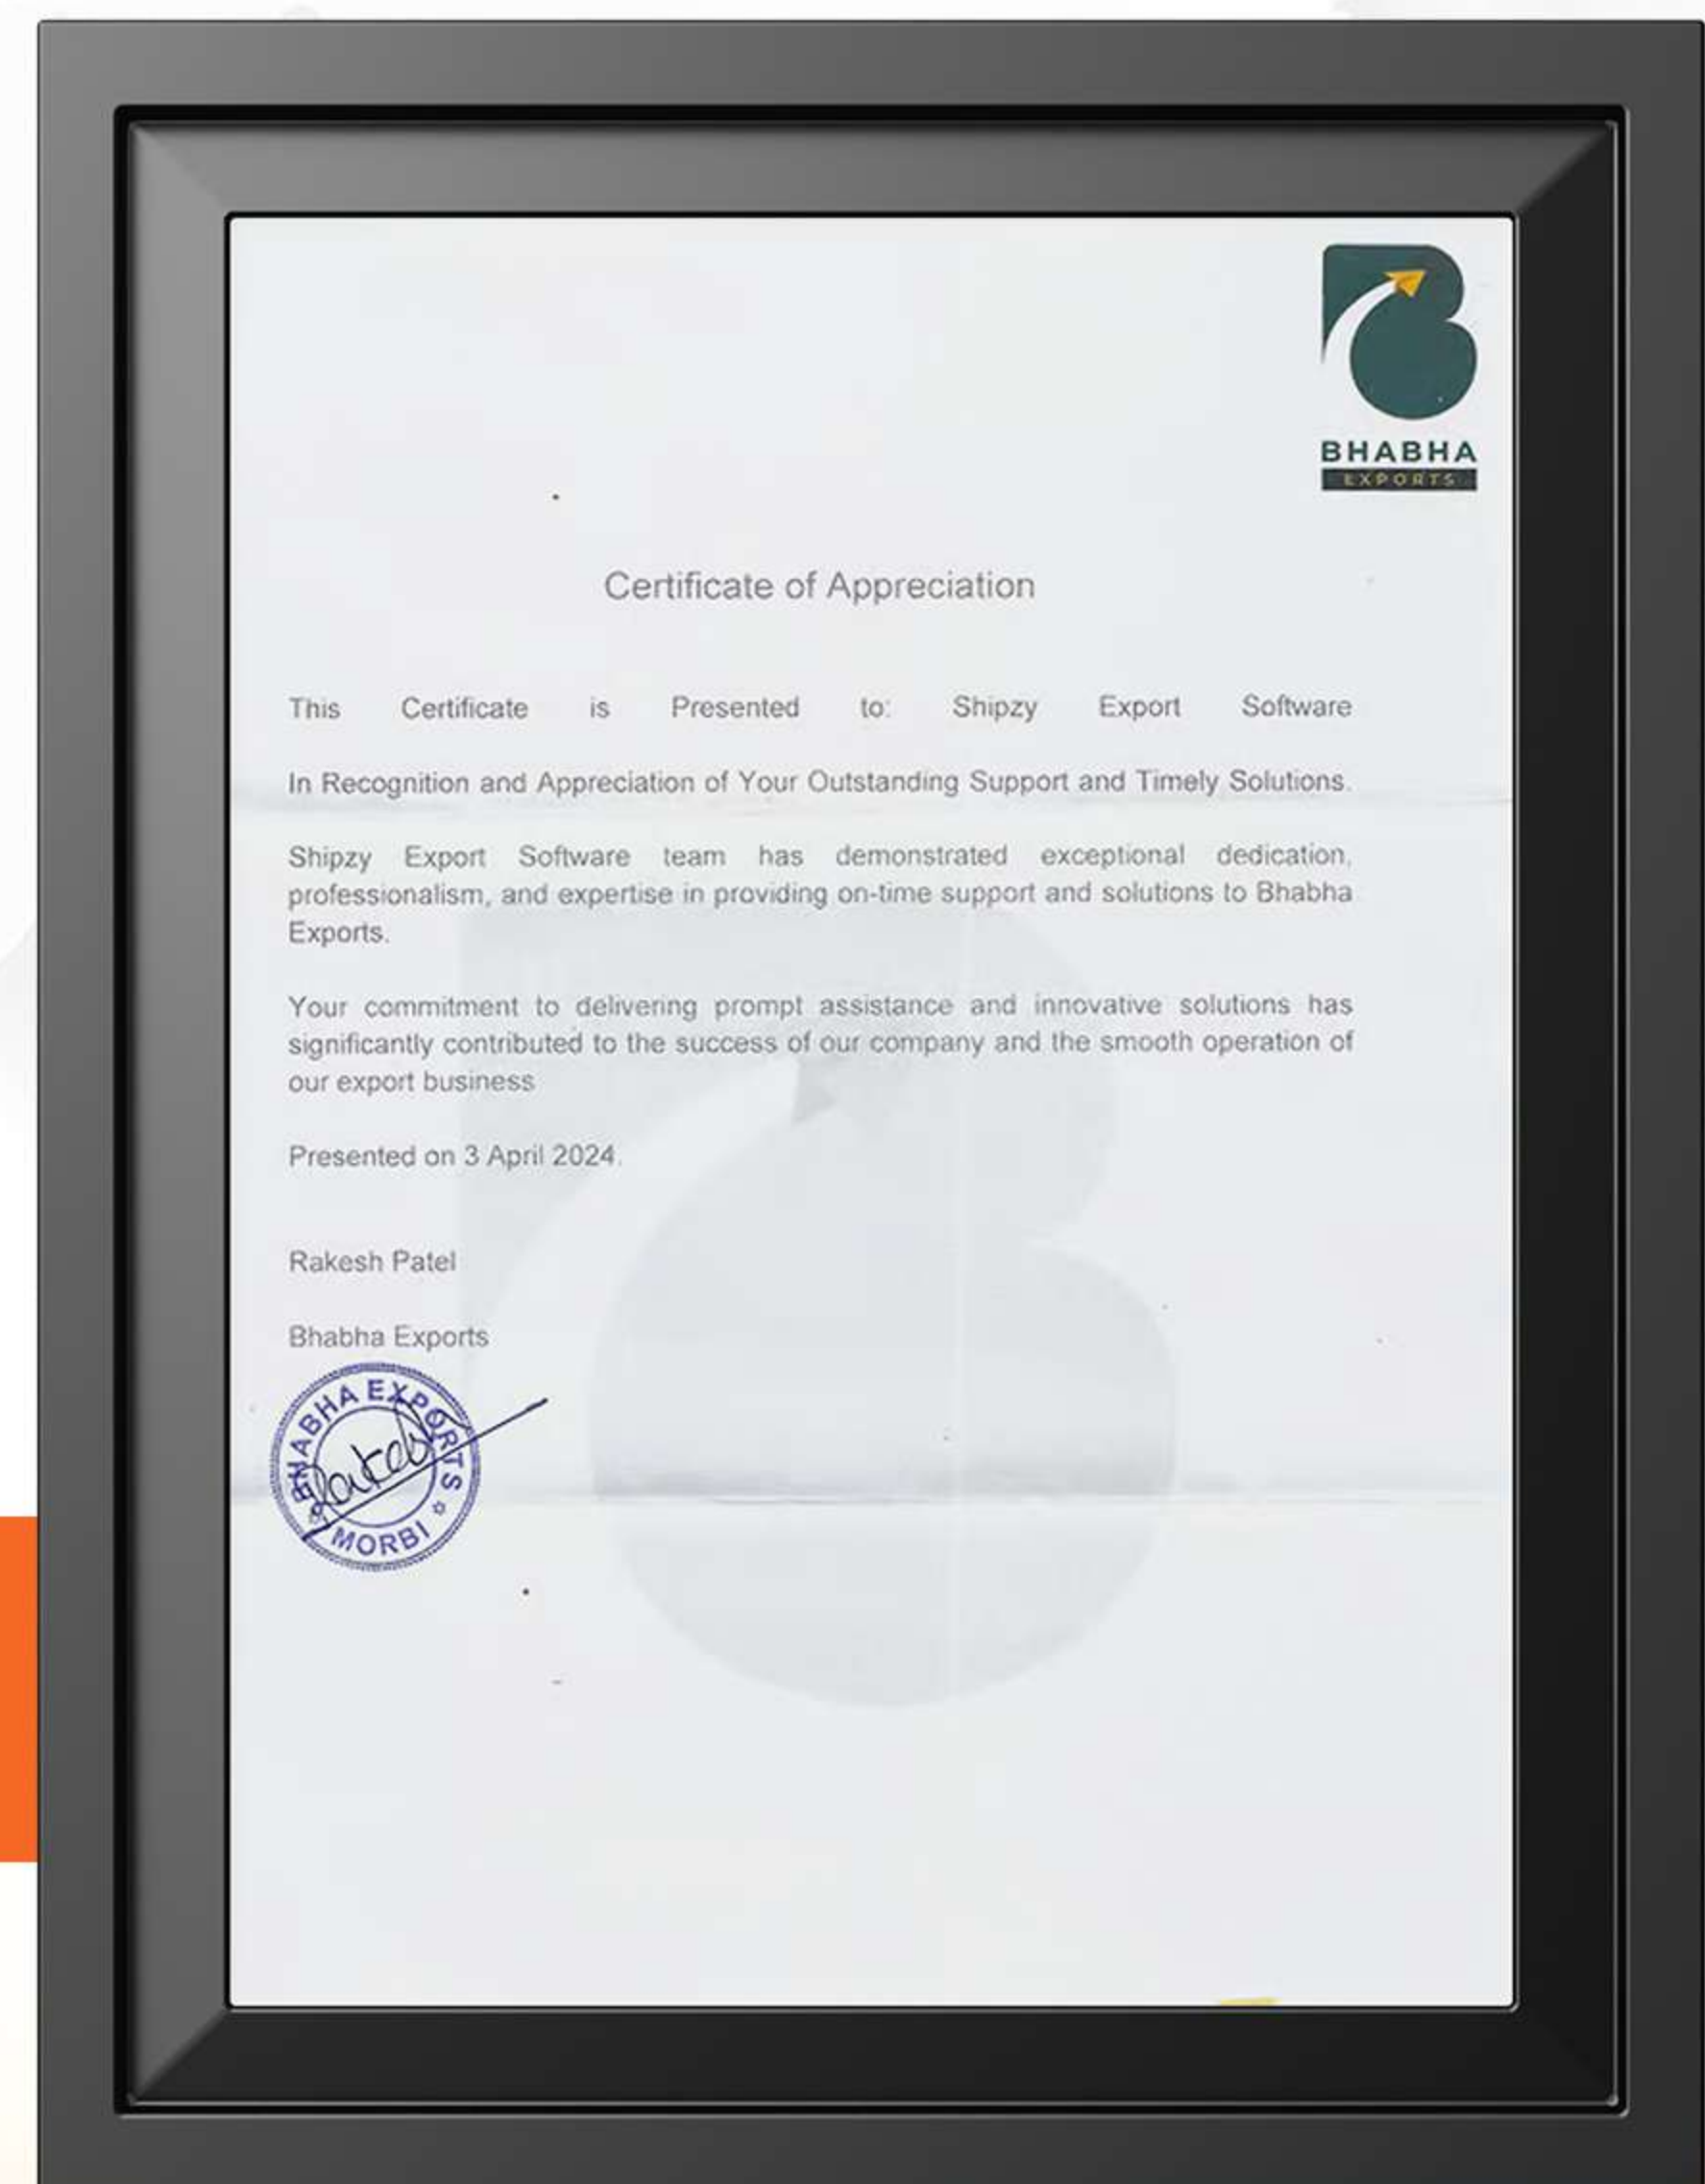 BHABHA
EXPORTS
Certificate of Appreciation
This Certificate is Presented to: Shipzy Export Software
In Recognition and Appreciation of Your Outstanding Support and Timely Solutions.
Shipzy Export Software team has demonstrated exceptional dedication,
professionalism, and expertise in providing on-time support and solutions to Bhabha
Exports.
Your commitment to delivering prompt assistance and innovative solutions has
significantly contributed to the success of our company and the smooth operation of
our export business
Presented on 3 April 2024.
Rakesh Patel
Bhabha Exports
BHABHA EXPORTS
MORBI